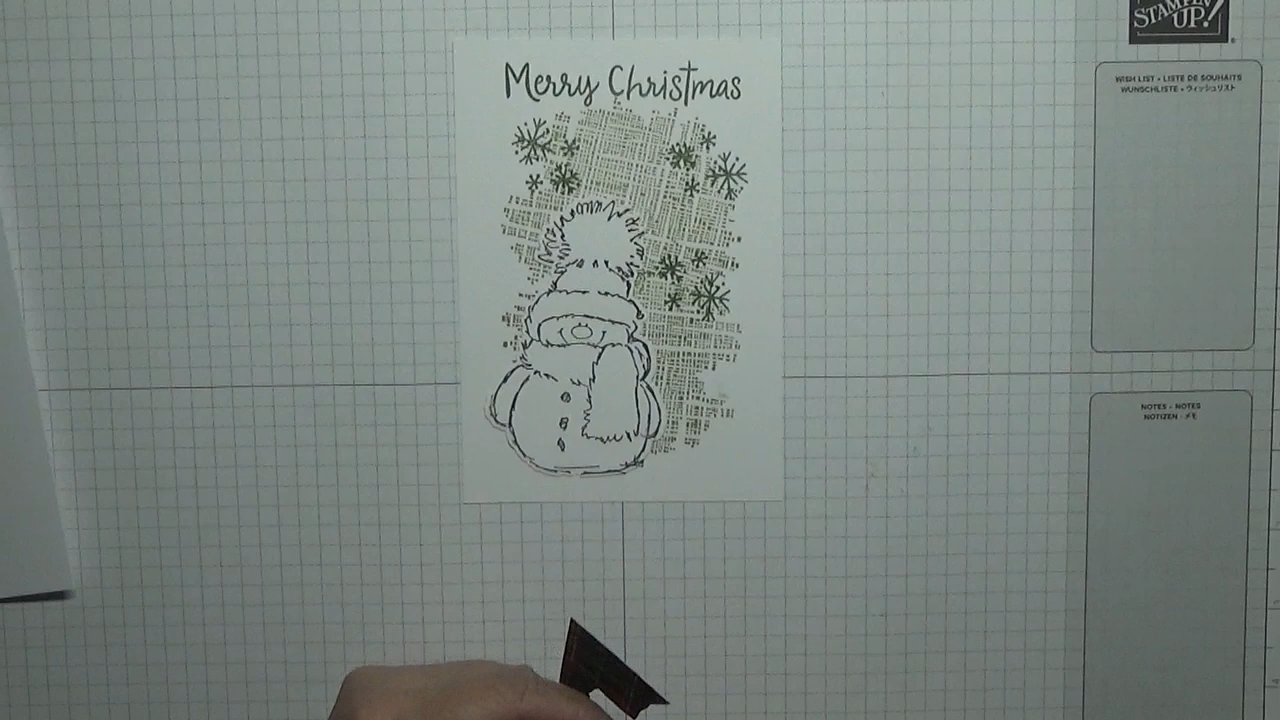 Merry Christmas
STAMPIN'
UP!®
WISH LIST • LISTE DE SOUHAITS
WUNSCHLISTE • ウィッシュリスト
NOTES • NOTES
NOTIZEN • メモ